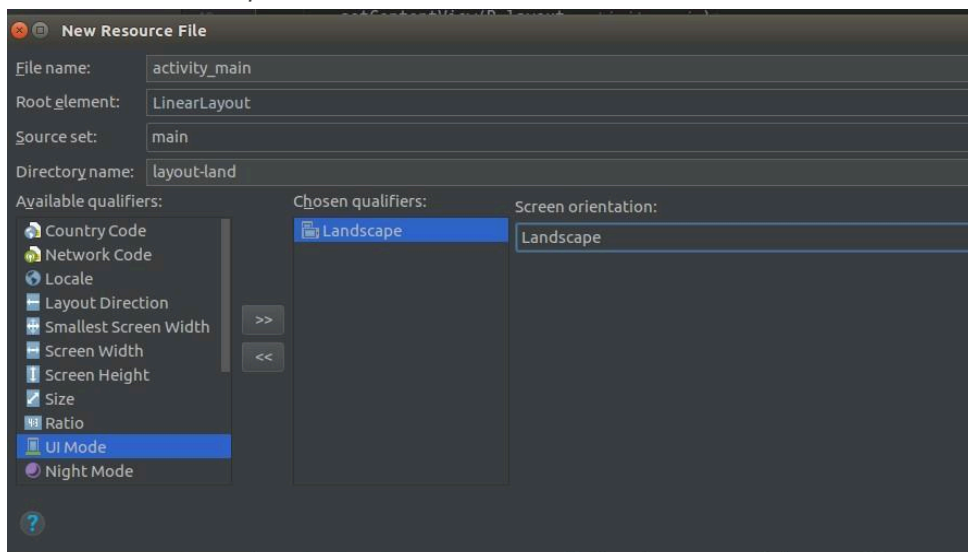 setContentView(R.layout.
New Resource File
File name: activity_main
Root element: LinearLayout
Source set: main
Directory name: layout-land
Available qualifiers: Chosen qualifiers: Screen orientation:
Country Code Landscape Landscape
Network Code
Locale
Layout Direction
Smallest Screen Width >>
Screen Width <<
Screen Height
Size
Ratio
UI Mode
Night Mode
?